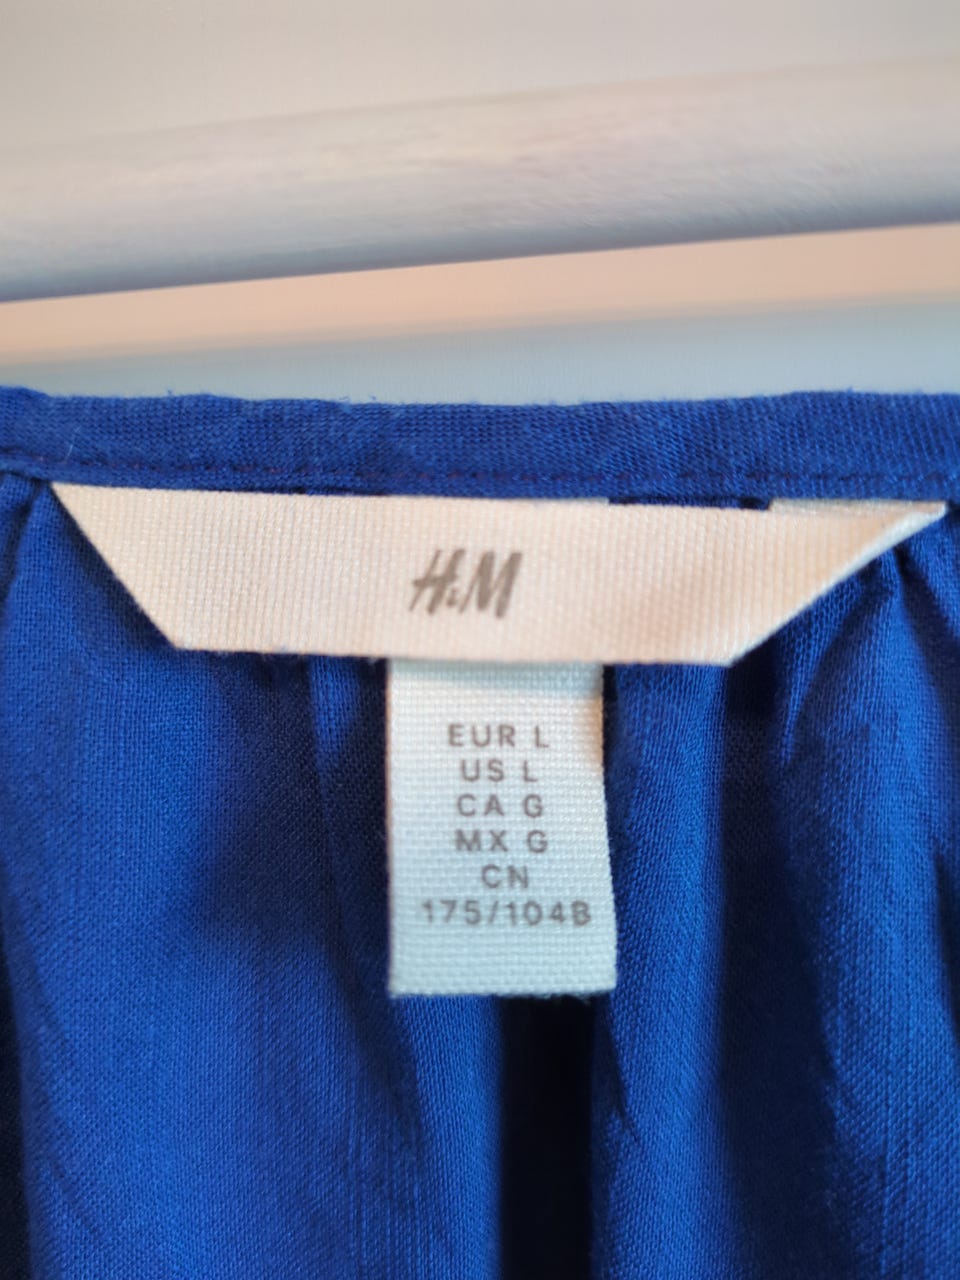 H&M
EUR L
US L
CA G
MX G
CN
175/104B